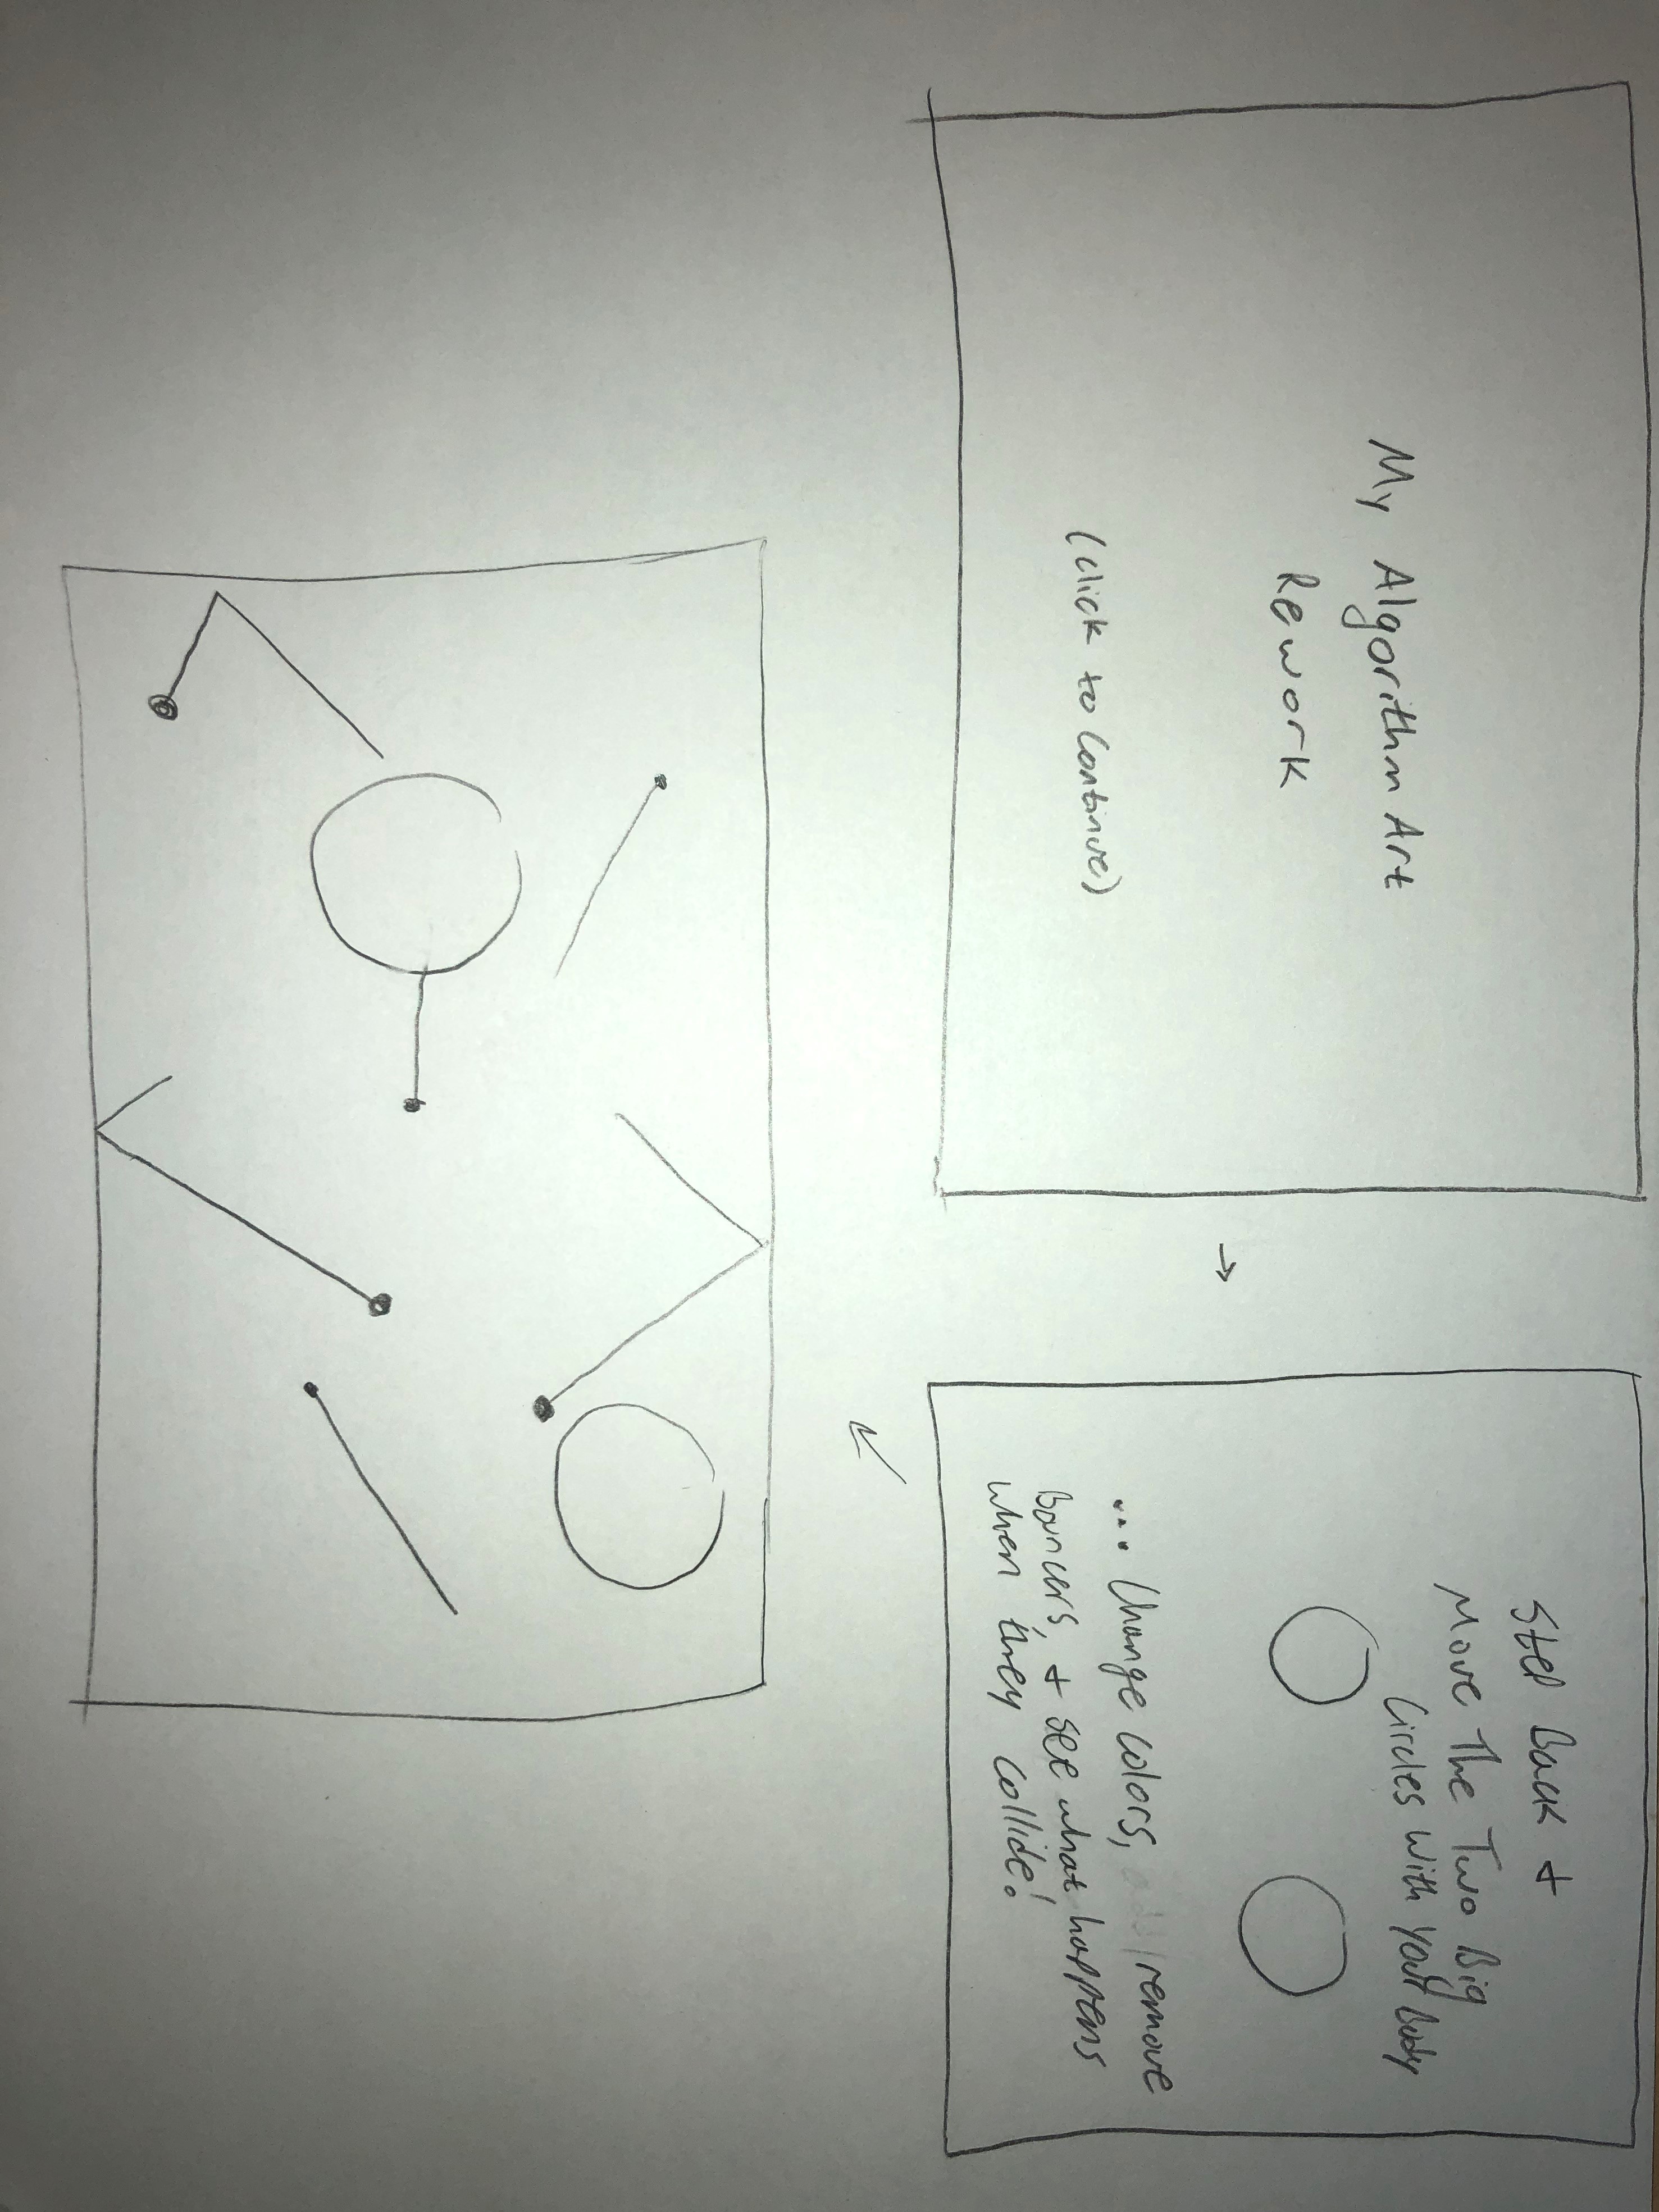 My Algorithm Art
Rework
(click to Continue)
Step Back +
Move The Two Big
Circles With Your Body
... Change colors, /remove
Bouncers, + see what happens
when they collide!